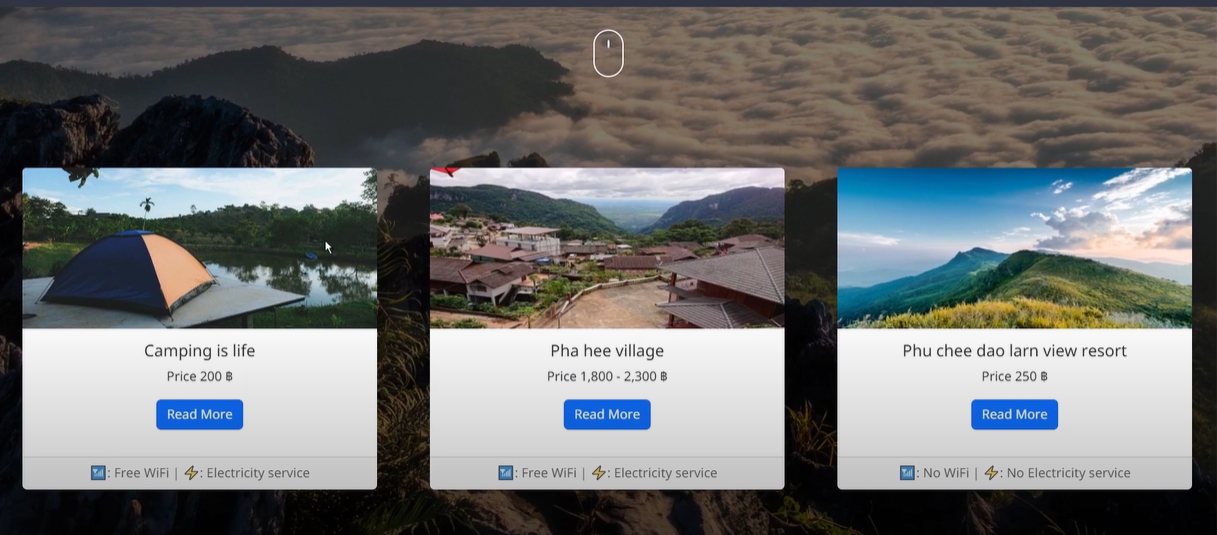 Camping is life
Price 200 ฿
Read More
📶: Free WiFi | ⚡: Electricity service
Pha hee village
Price 1,800 - 2,300 ฿
Read More
📶: Free WiFi | ⚡: Electricity service
Phu chee dao larn view resort
Price 250 ฿
Read More
📶: No WiFi | ⚡: No Electricity service